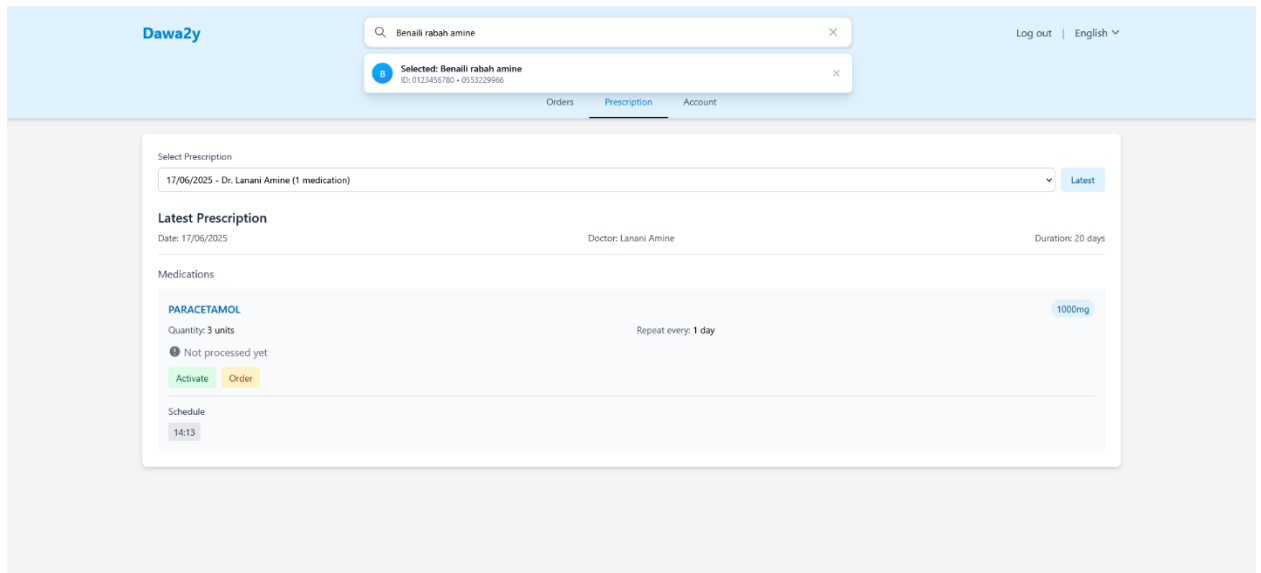 Dawa2y
Benaili rabah amine
Log out | English
B
Selected: Benaili rabah amine
ID: 0123456780 • 0553229966
Orders Prescription Account
Select Prescription
17/06/2025 - Dr. Lanani Amine (1 medication)
Latest
Latest Prescription
Date: 17/06/2025 Doctor: Lanani Amine Duration: 20 days
Medications
PARACETAMOL 1000mg
Quantity: 3 units Repeat every: 1 day
Not processed yet
Activate Order
Schedule
14:13